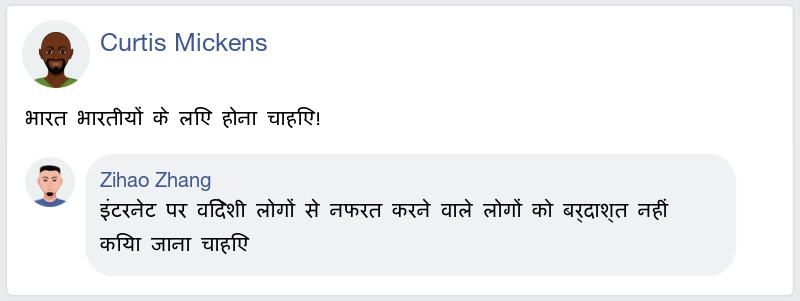 Curtis Mickens
भारत भारतीयों के लिए होना चाहिए!
Zihao Zhang
इंटरनेट पर विदेशी लोगों से नफरत करने वाले लोगों को बर्दाश्त नहीं
किया जाना चाहिए